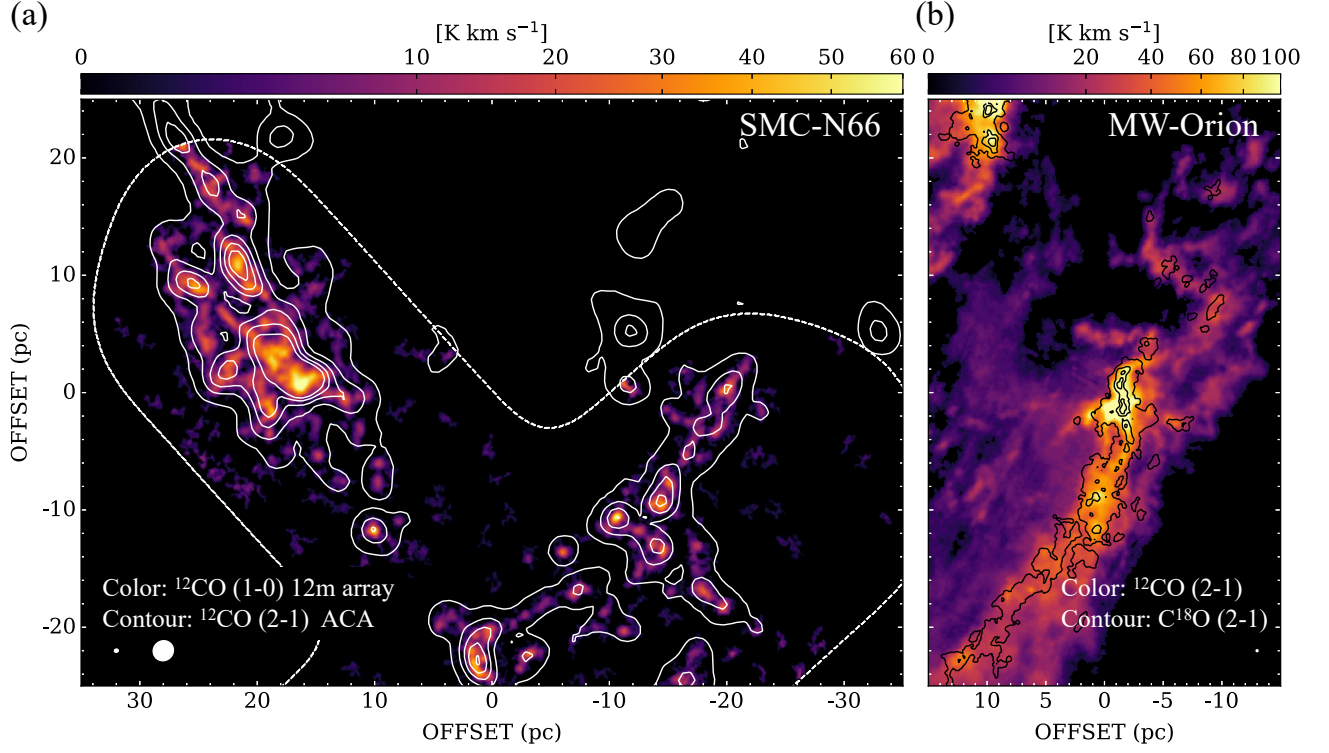 (a)
[K km s⁻¹]
0 10 20 30 40 50 60
SMC-N66
20
10
0
-10
-20
OFFSET (pc)
Color: ¹²CO (1-0) 12m array
Contour: ¹²CO (2-1) ACA
30 20 10 0 -10 -20 -30
OFFSET (pc)
(b)
[K km s⁻¹]
0 20 40 60 80 100
MW-Orion
Color: ¹²CO (2-1)
Contour: C¹⁸O (2-1)
10 5 0 -5 -10
OFFSET (pc)